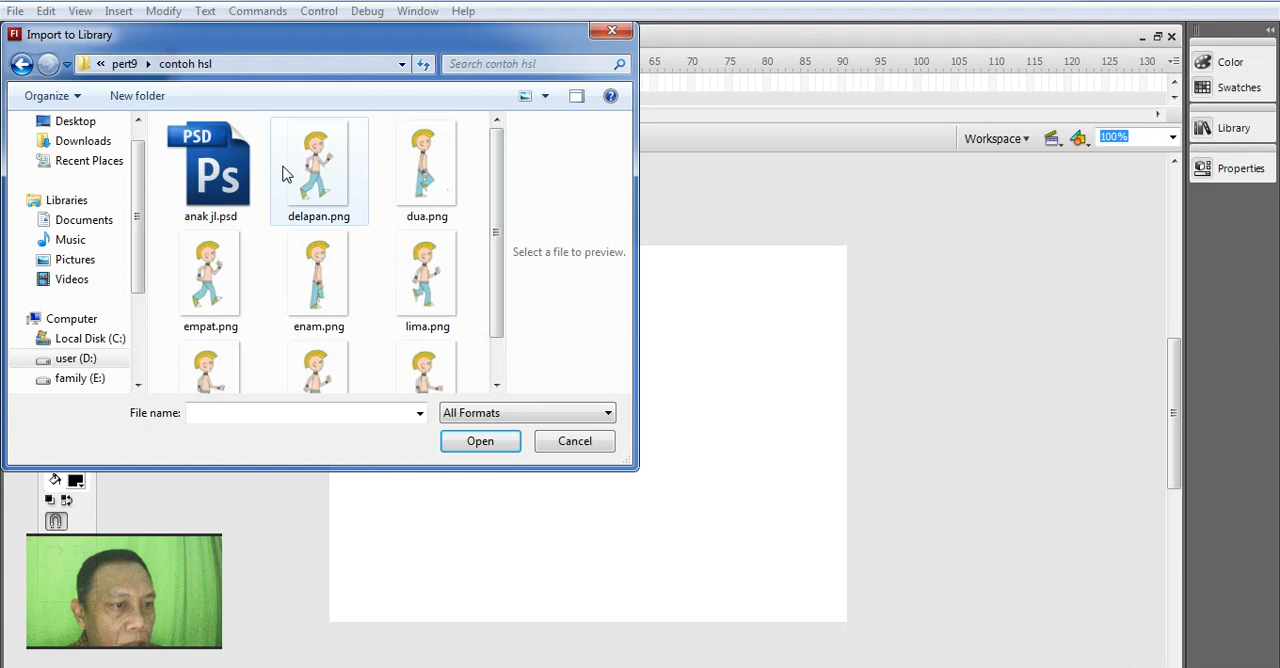 File Edit View Insert Modify Text Commands Control Debug Window Help
Fl Import to Library
« pert9 contoh hsl Search contoh hsl
Organize New folder
Desktop
Downloads
Recent Places
Libraries
Documents
Music
Pictures
Videos
Computer
Local Disk (C:)
user (D:)
family (E:)
PSD
Ps
anak jl.psd delapan.png dua.png
empat.png enam.png lima.png
Select a file to preview.
File name: All Formats
Open Cancel
65 70 75 80 85 90 95 100 105 110 115 120 125 130
Workspace 100%
Color
Swatches
Library
Properties